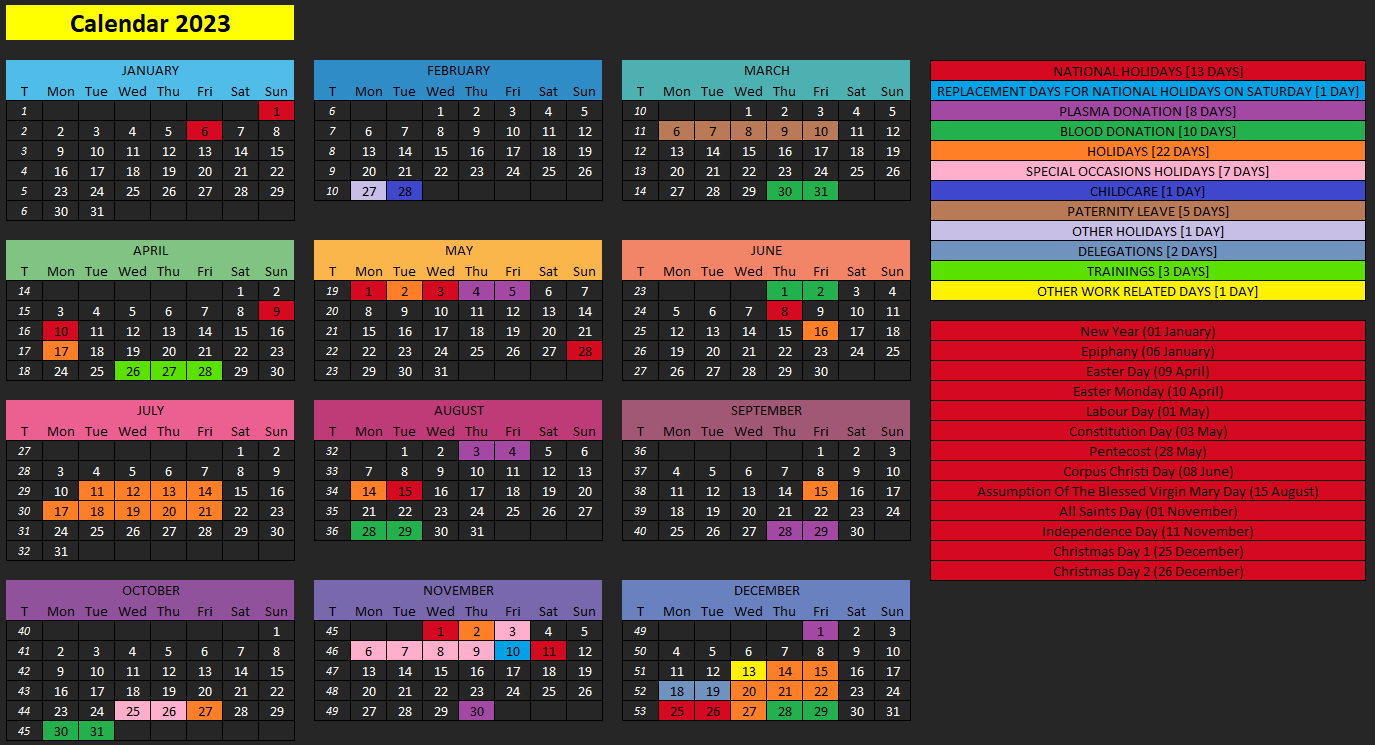 Calendar 2023
JANUARY
T Mon Tue Wed Thu Fri Sat Sun
1 1
2 2 3 4 5 6 7 8
3 9 10 11 12 13 14 15
4 16 17 18 19 20 21 22
5 23 24 25 26 27 28 29
6 30 31
FEBRUARY
T Mon Tue Wed Thu Fri Sat Sun
6 1 2 3 4 5
7 6 7 8 9 10 11 12
8 13 14 15 16 17 18 19
9 20 21 22 23 24 25 26
10 27 28
MARCH
T Mon Tue Wed Thu Fri Sat Sun
10 1 2 3 4 5
11 6 7 8 9 10 11 12
12 13 14 15 16 17 18 19
13 20 21 22 23 24 25 26
14 27 28 29 30 31
APRIL
T Mon Tue Wed Thu Fri Sat Sun
14 1 2
15 3 4 5 6 7 8 9
16 10 11 12 13 14 15 16
17 17 18 19 20 21 22 23
18 24 25 26 27 28 29 30
MAY
T Mon Tue Wed Thu Fri Sat Sun
19 1 2 3 4 5 6 7
20 8 9 10 11 12 13 14
21 15 16 17 18 19 20 21
22 22 23 24 25 26 27 28
23 29 30 31
JUNE
T Mon Tue Wed Thu Fri Sat Sun
23 1 2 3 4
24 5 6 7 8 9 10 11
25 12 13 14 15 16 17 18
26 19 20 21 22 23 24 25
27 26 27 28 29 30
JULY
T Mon Tue Wed Thu Fri Sat Sun
27 1 2
28 3 4 5 6 7 8 9
29 10 11 12 13 14 15 16
30 17 18 19 20 21 22 23
31 24 25 26 27 28 29 30
32 31
AUGUST
T Mon Tue Wed Thu Fri Sat Sun
32 1 2 3 4 5 6
33 7 8 9 10 11 12 13
34 14 15 16 17 18 19 20
35 21 22 23 24 25 26 27
36 28 29 30 31
SEPTEMBER
T Mon Tue Wed Thu Fri Sat Sun
36 1 2 3
37 4 5 6 7 8 9 10
38 11 12 13 14 15 16 17
39 18 19 20 21 22 23 24
40 25 26 27 28 29 30
OCTOBER
T Mon Tue Wed Thu Fri Sat Sun
40 1
41 2 3 4 5 6 7 8
42 9 10 11 12 13 14 15
43 16 17 18 19 20 21 22
44 23 24 25 26 27 28 29
45 30 31
NOVEMBER
T Mon Tue Wed Thu Fri Sat Sun
45 1 2 3 4 5
46 6 7 8 9 10 11 12
47 13 14 15 16 17 18 19
48 20 21 22 23 24 25 26
49 27 28 29 30
DECEMBER
T Mon Tue Wed Thu Fri Sat Sun
49 1 2 3
50 4 5 6 7 8 9 10
51 11 12 13 14 15 16 17
52 18 19 20 21 22 23 24
53 25 26 27 28 29 30 31
NATIONAL HOLIDAYS [13 DAYS]
REPLACEMENT DAYS FOR NATIONAL HOLIDAYS ON SATURDAY [1 DAY]
PLASMA DONATION [8 DAYS]
BLOOD DONATION [10 DAYS]
HOLIDAYS [22 DAYS]
SPECIAL OCCASIONS HOLIDAYS [7 DAYS]
CHILDCARE [1 DAY]
PATERNITY LEAVE [5 DAYS]
OTHER HOLIDAYS [1 DAY]
DELEGATIONS [2 DAYS]
TRAININGS [3 DAYS]
OTHER WORK RELATED DAYS [1 DAY]
New Year (01 January)
Epiphany (06 January)
Easter Day (09 April)
Easter Monday (10 April)
Labour Day (01 May)
Constitution Day (03 May)
Pentecost (28 May)
Corpus Christi Day (08 June)
Assumption Of The Blessed Virgin Mary Day (15 August)
All Saints Day (01 November)
Independence Day (11 November)
Christmas Day 1 (25 December)
Christmas Day 2 (26 December)